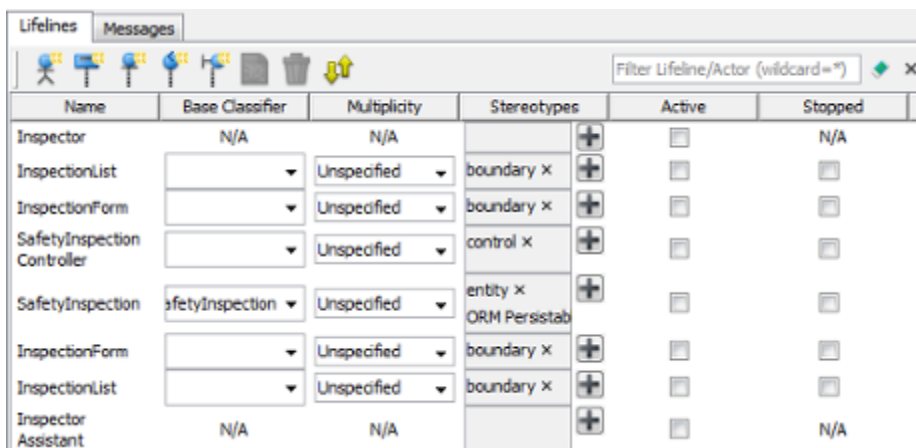 Lifelines Messages
Filter Lifeline/Actor (wildcard=*)
Name Base Classifier Multiplicity Stereotypes Active Stopped
Inspector N/A N/A N/A
InspectionList Unspecified boundary ×
InspectionForm Unspecified boundary ×
SafetyInspection
Controller Unspecified control ×
SafetyInspection afetyInspection Unspecified entity ×
ORM Persistab
InspectionForm Unspecified boundary ×
InspectionList Unspecified boundary ×
Inspector
Assistant N/A N/A N/A